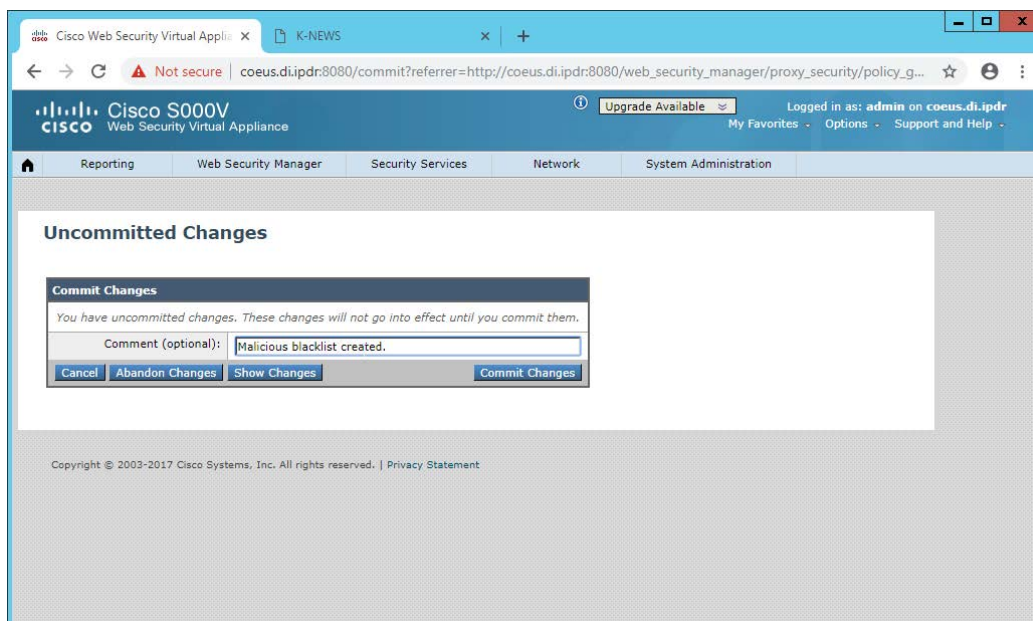 Cisco Web Security Virtual Applia
K-NEWS
Not secure | coeus.di.ipdr:8080/commit?referrer=http://coeus.di.ipdr:8080/web_security_manager/proxy_security/policy_g...
Cisco S000V
CISCO Web Security Virtual Appliance
Upgrade Available
Logged in as: admin on coeus.di.ipdr
My Favorites Options Support and Help
Reporting Web Security Manager Security Services Network System Administration
Uncommitted Changes
Commit Changes
You have uncommitted changes. These changes will not go into effect until you commit them.
Comment (optional): Malicious blacklist created.
Cancel Abandon Changes Show Changes Commit Changes
Copyright © 2003-2017 Cisco Systems, Inc. All rights reserved. | Privacy Statement